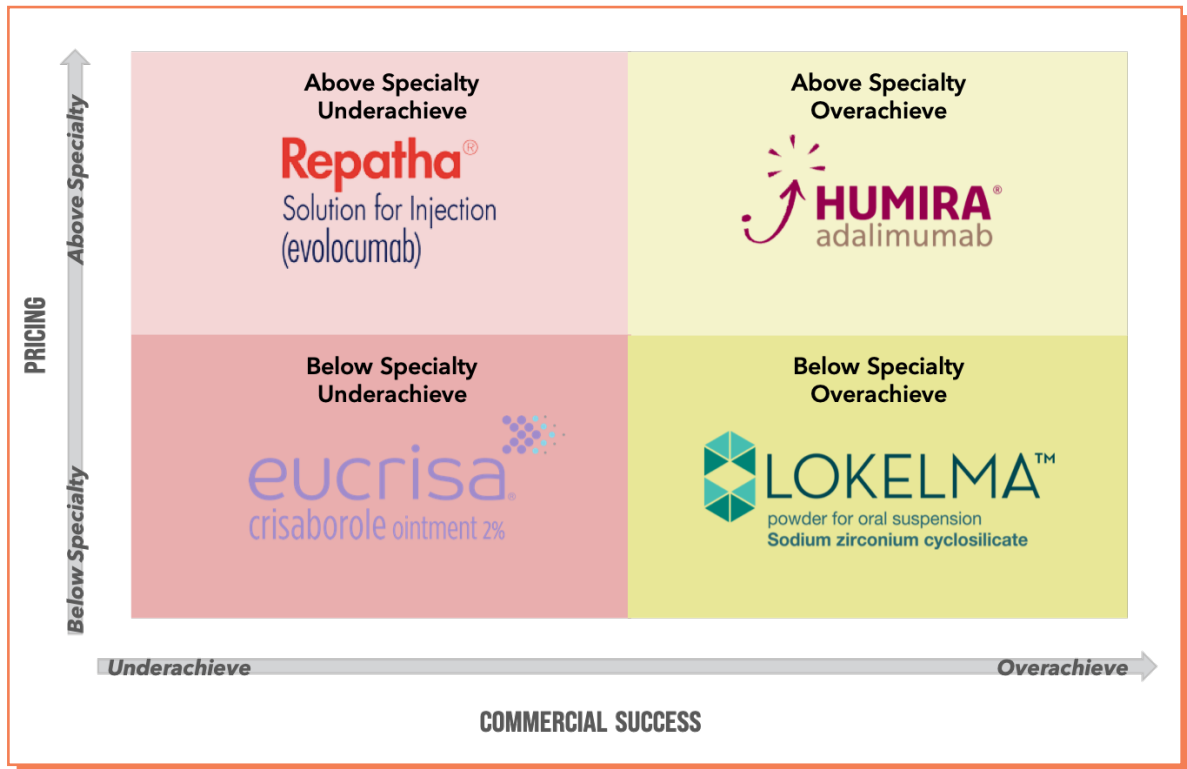 Above Specialty
Underachieve
Repatha®
Solution for Injection
(evolocumab)
Above Specialty
Overachieve
HUMIRA®
adalimumab
Below Specialty
Underachieve
eucrisa®
crisaborole ointment 2%
Below Specialty
Overachieve
LOKELMA™
powder for oral suspension
Sodium zirconium cyclosilicate
PRICING
Above Specialty
Below Specialty
Underachieve
Overachieve
COMMERCIAL SUCCESS